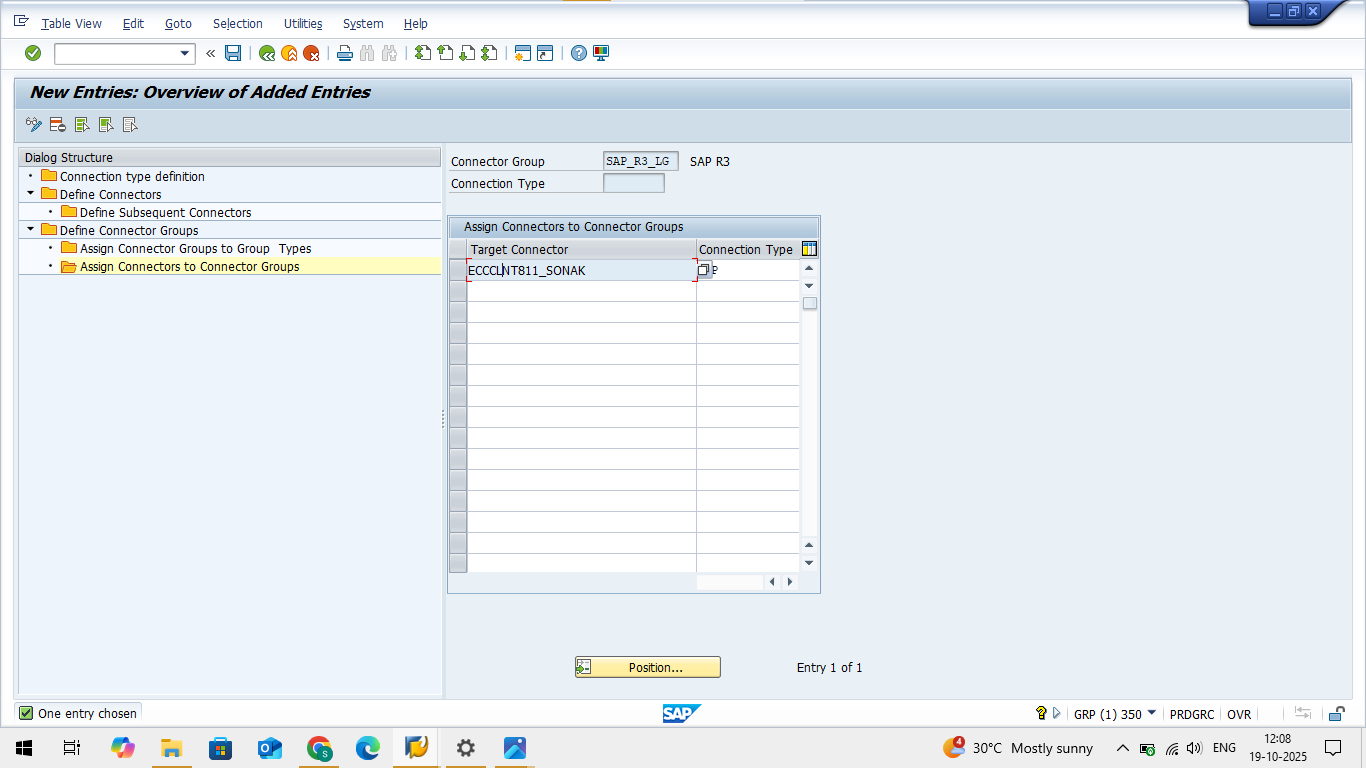 Table View Edit Goto Selection Utilities System Help
New Entries: Overview of Added Entries
Dialog Structure
Connection type definition
Define Connectors
Define Subsequent Connectors
Define Connector Groups
Assign Connector Groups to Group Types
Assign Connectors to Connector Groups
Connector Group SAP_R3_LG SAP R3
Connection Type
Assign Connectors to Connector Groups
Target Connector Connection Type
ECCCLNT811_SONAK P
Position... Entry 1 of 1
One entry chosen SAP GRP (1) 350 PRDGRC OVR
4 30°C Mostly sunny ENG 12:08
19-10-2025